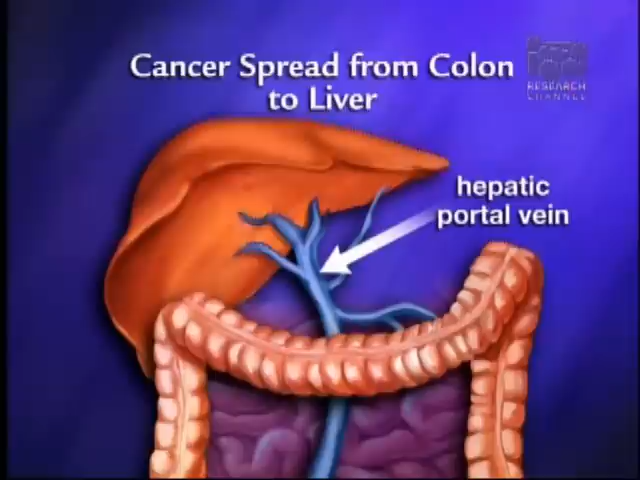 Cancer Spread from Colon
to Liver
RESEARCH
CHANNEL
hepatic
portal vein